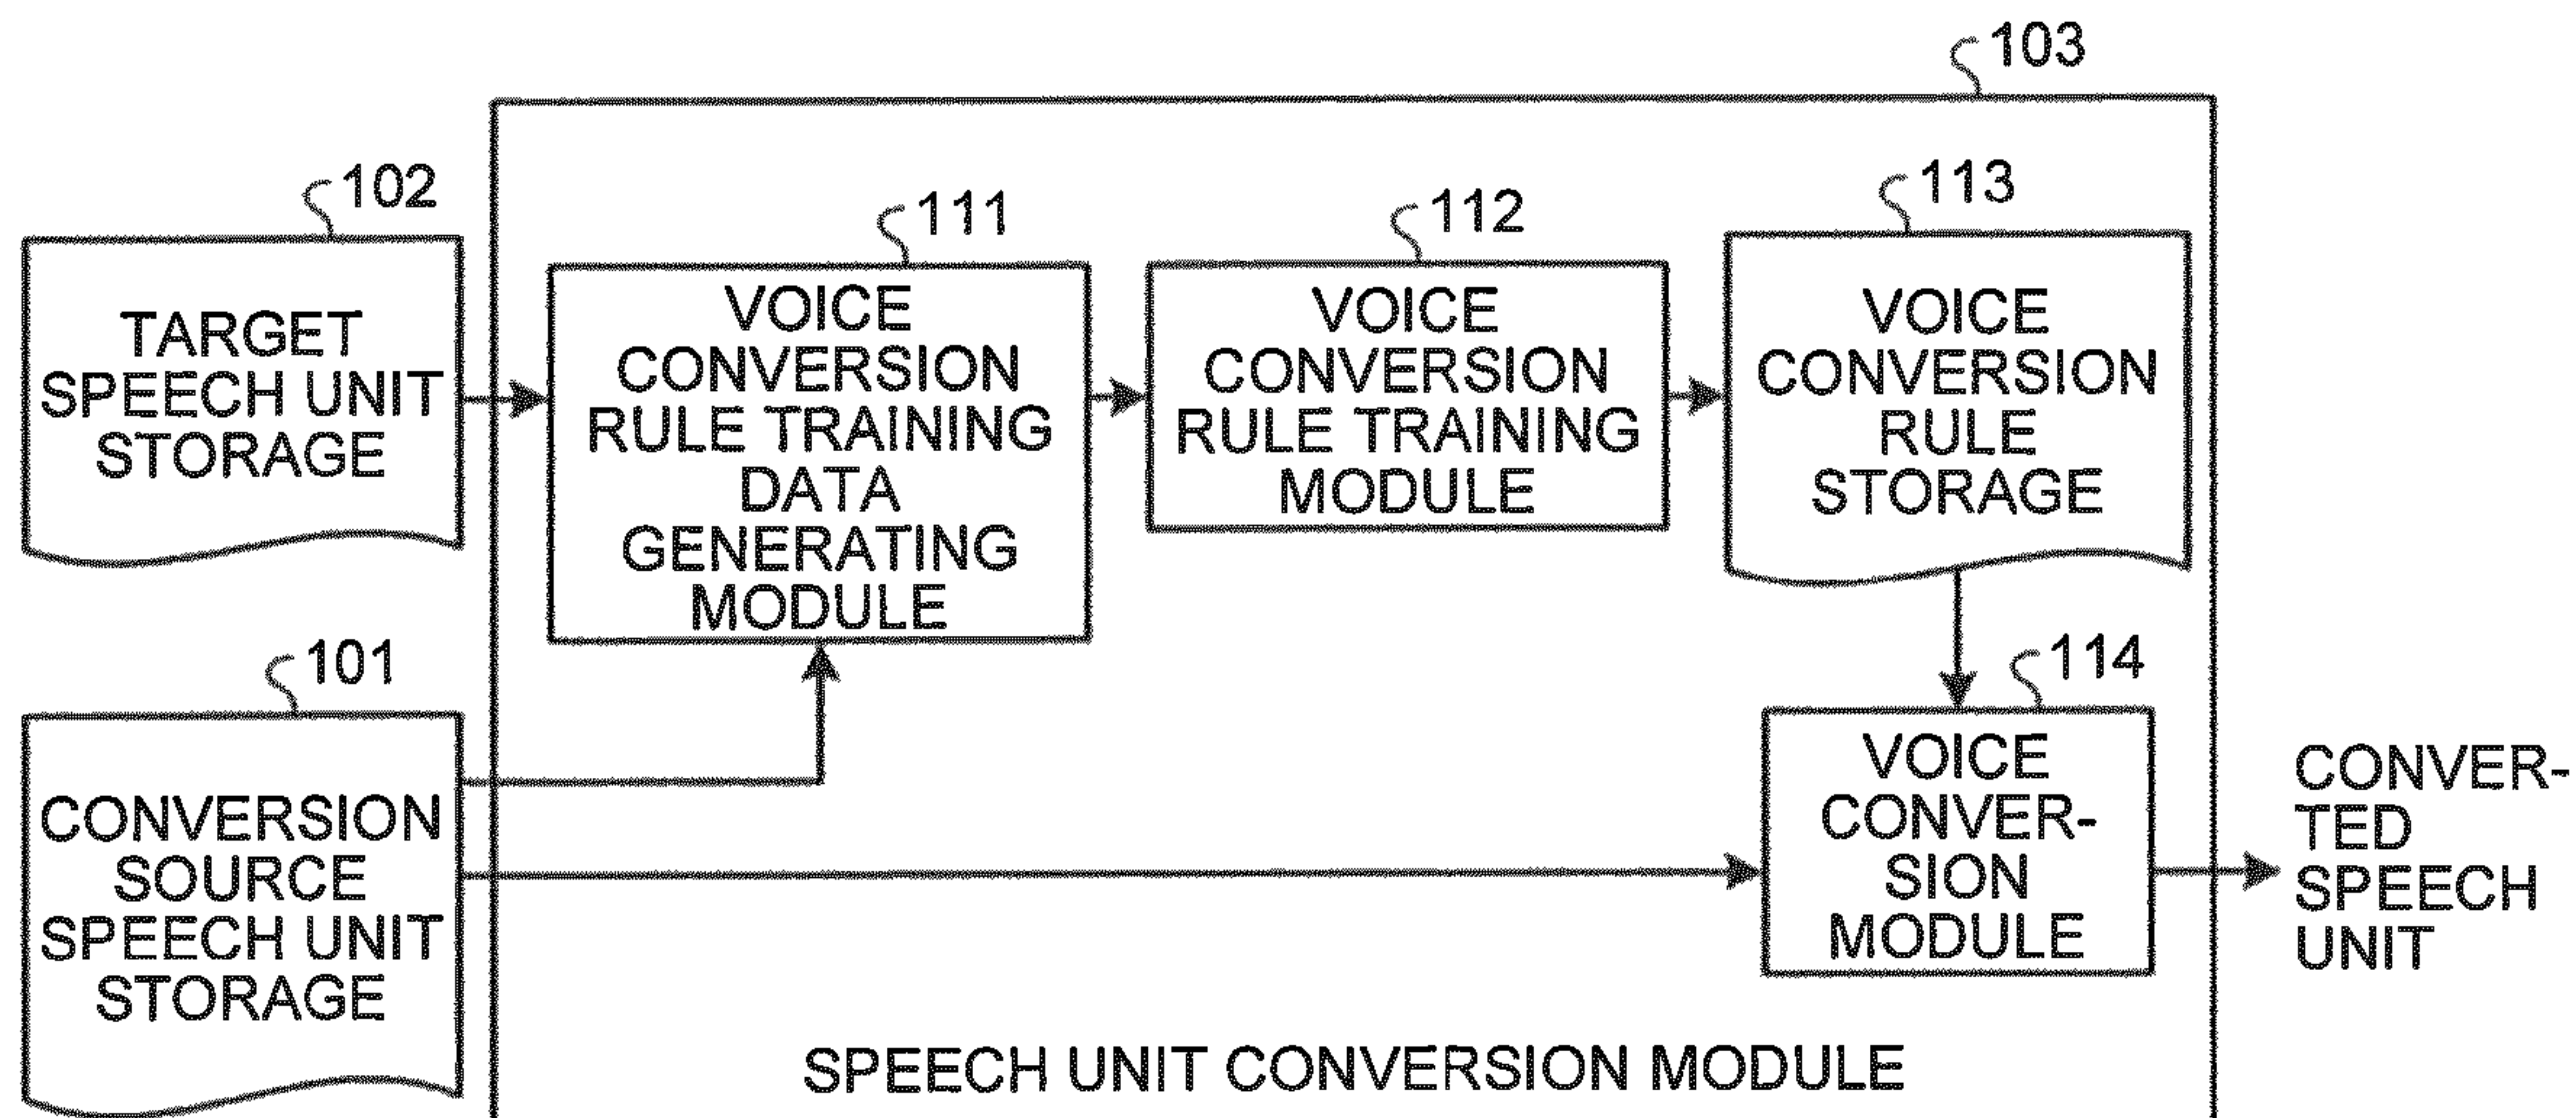 103
102
TARGET
SPEECH UNIT
STORAGE
111
VOICE
CONVERSION
RULE TRAINING
DATA
GENERATING
MODULE
112
VOICE
CONVERSION
RULE TRAINING
MODULE
113
VOICE
CONVERSION
RULE
STORAGE
101
CONVERSION
SOURCE
SPEECH UNIT
STORAGE
114
VOICE
CONVER-
SION
MODULE
CONVER-
TED
SPEECH
UNIT
SPEECH UNIT CONVERSION MODULE